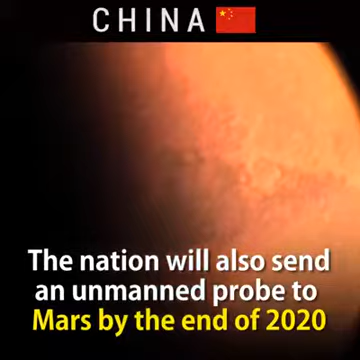 CHINA
The nation will also send
an unmanned probe to
Mars by the end of 2020